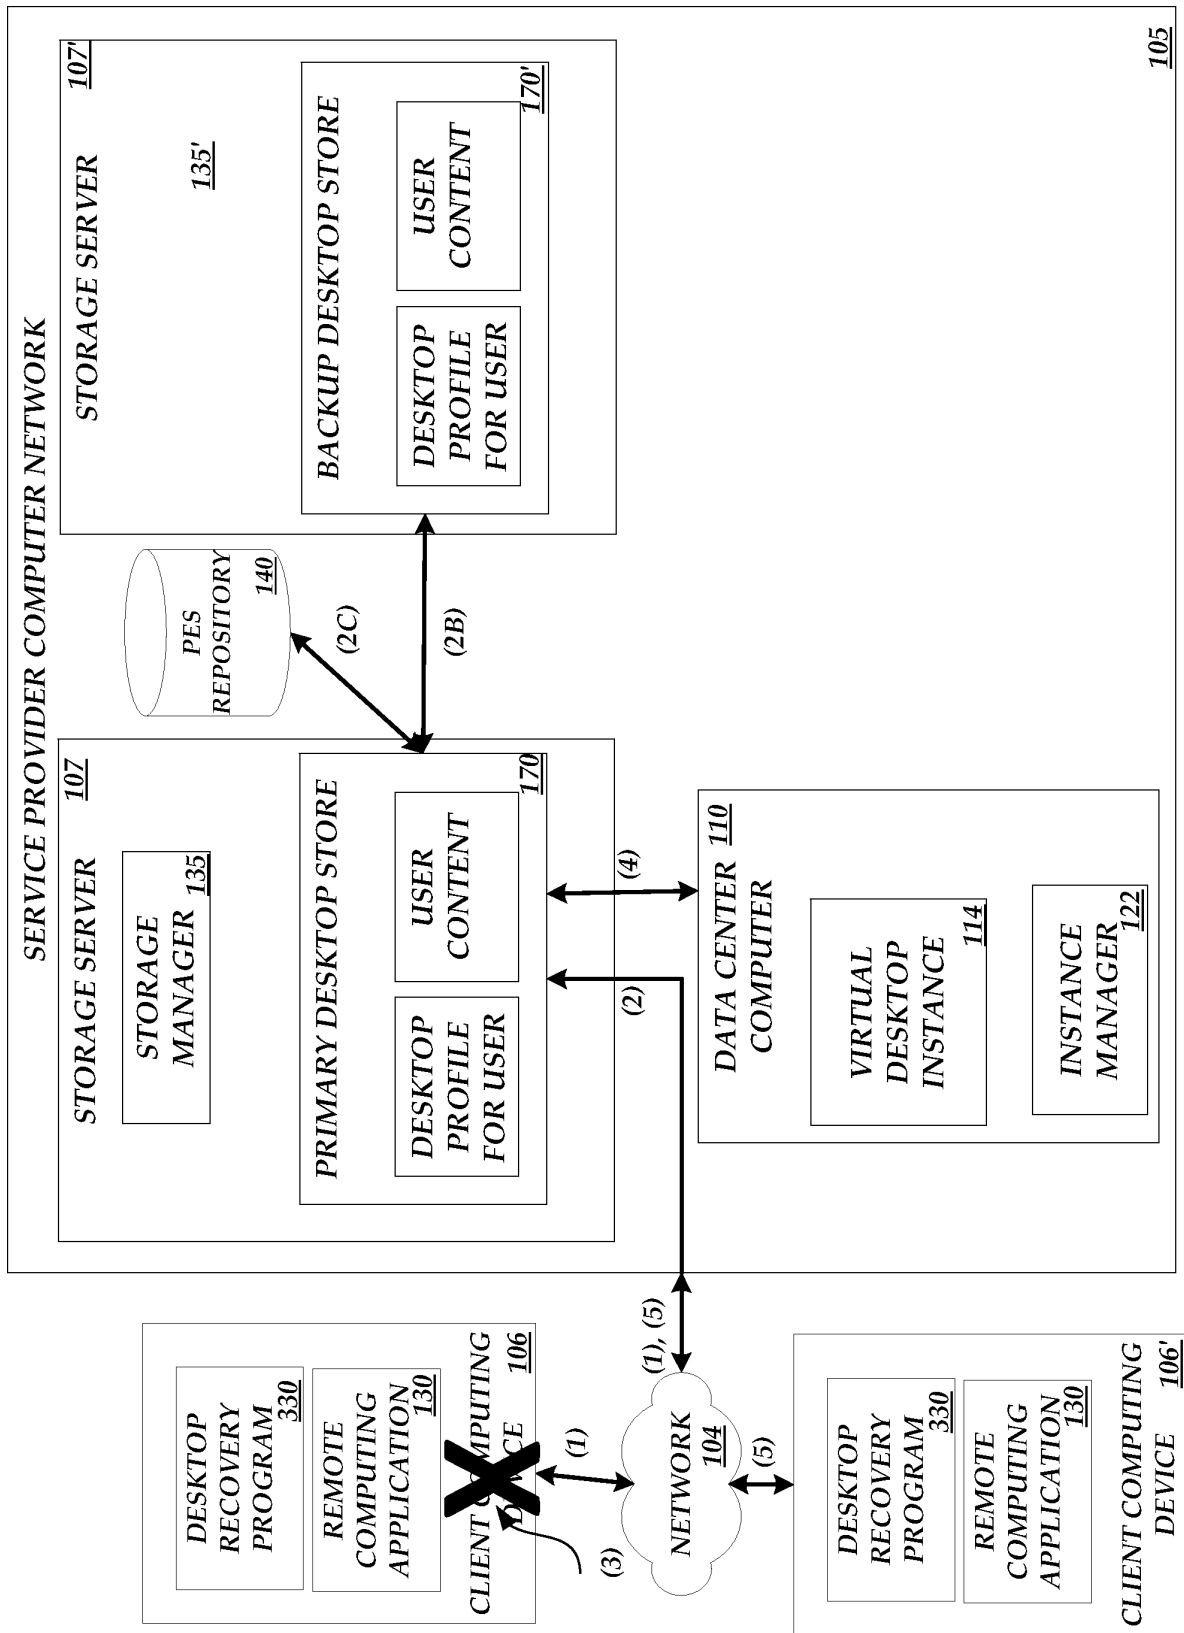 SERVICE PROVIDER COMPUTER NETWORK
105
STORAGE SERVER
107
STORAGE
MANAGER
135
PRIMARY DESKTOP STORE
DESKTOP
PROFILE
FOR USER
USER
CONTENT
170
PES
REPOSITORY
140
(2C)
(2B)
STORAGE SERVER
107'
135'
BACKUP DESKTOP STORE
DESKTOP
PROFILE
FOR USER
USER
CONTENT
170'
(2)
(4)
DATA CENTER
COMPUTER
110
VIRTUAL
DESKTOP
INSTANCE
114
INSTANCE
MANAGER
122
DESKTOP
RECOVERY
PROGRAM
330
REMOTE
COMPUTING
APPLICATION
130
CLIENT COMPUTING
106
(3)
(1)
NETWORK
104
(1), (5)
(5)
DESKTOP
RECOVERY
PROGRAM
330
REMOTE
COMPUTING
APPLICATION
130
CLIENT COMPUTING
DEVICE
106'